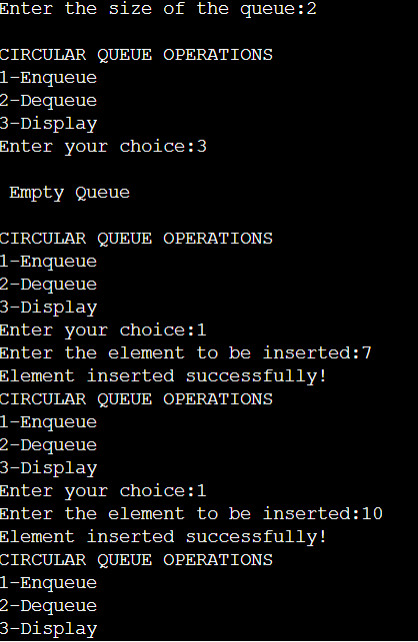 Enter the size of the queue:2
CIRCULAR QUEUE OPERATIONS
1-Enqueue
2-Dequeue
3-Display
Enter your choice:3
Empty Queue
CIRCULAR QUEUE OPERATIONS
1-Enqueue
2-Dequeue
3-Display
Enter your choice:1
Enter the element to be inserted:7
Element inserted successfully!
CIRCULAR QUEUE OPERATIONS
1-Enqueue
2-Dequeue
3-Display
Enter your choice:1
Enter the element to be inserted:10
Element inserted successfully!
CIRCULAR QUEUE OPERATIONS
1-Enqueue
2-Dequeue
3-Display